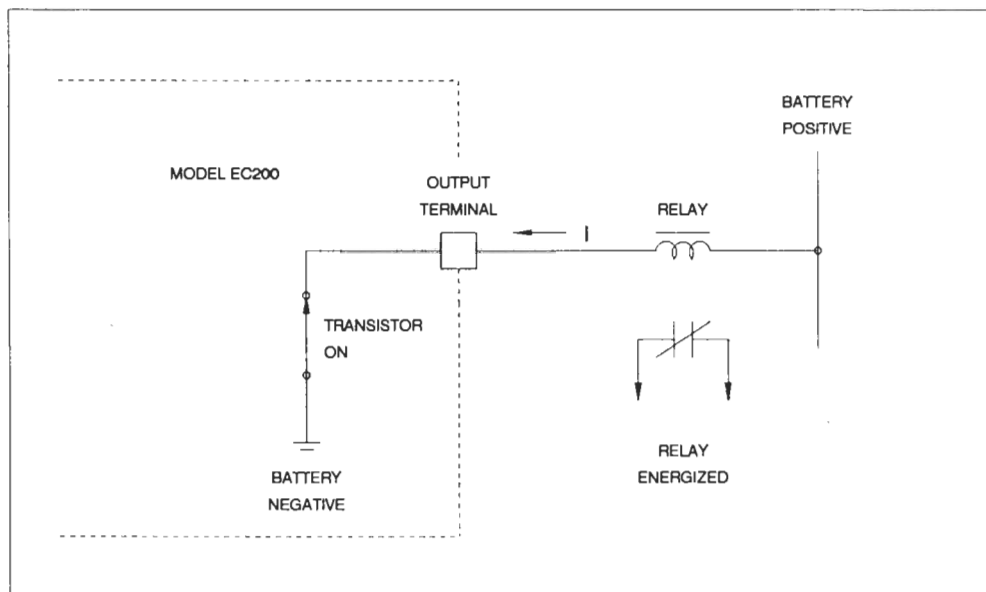 BATTERY
POSITIVE
MODEL EC200
OUTPUT
TERMINAL
RELAY
I
TRANSISTOR
ON
BATTERY
NEGATIVE
RELAY
ENERGIZED